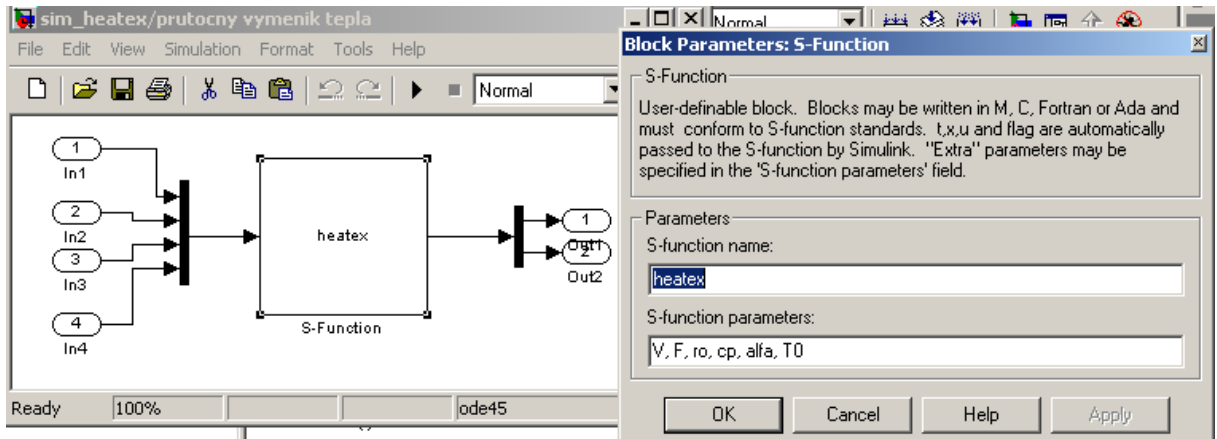 sim_heatex/prutocny vymenik tepla
File Edit View Simulation Format Tools Help
Normal
1
In1
2
In2
3
In3
4
In4
heatex
S-Function
1
Out1
2
Out2
Ready 100% ode45
Normal
Block Parameters: S-Function
S-Function
User-definable block. Blocks may be written in M, C, Fortran or Ada and
must conform to S-function standards. t,x,u and flag are automatically
passed to the S-function by Simulink. "Extra" parameters may be
specified in the 'S-function parameters' field.
Parameters
S-function name:
heatex
S-function parameters:
V, F, ro, cp, alfa, T0
OK Cancel Help Apply